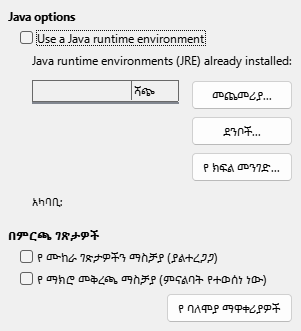 Java options
Use a Java runtime environment
Java runtime environments (JRE) already installed:
ሻጭ
መጨመሪያ...
ደንቦች...
የ ክፍል መንገድ...
አካባቢ:
በምርጫ ገጽታዎች
የ ሙከራ ገጽታዎችን ማስቻያ (ያልተረጋጋ)
የ ማክሮ መቅረጫ ማስቻያ (ምናልባት የተወሰነ ነው)
የ ባለሞያ ማዋቀሪያዎች